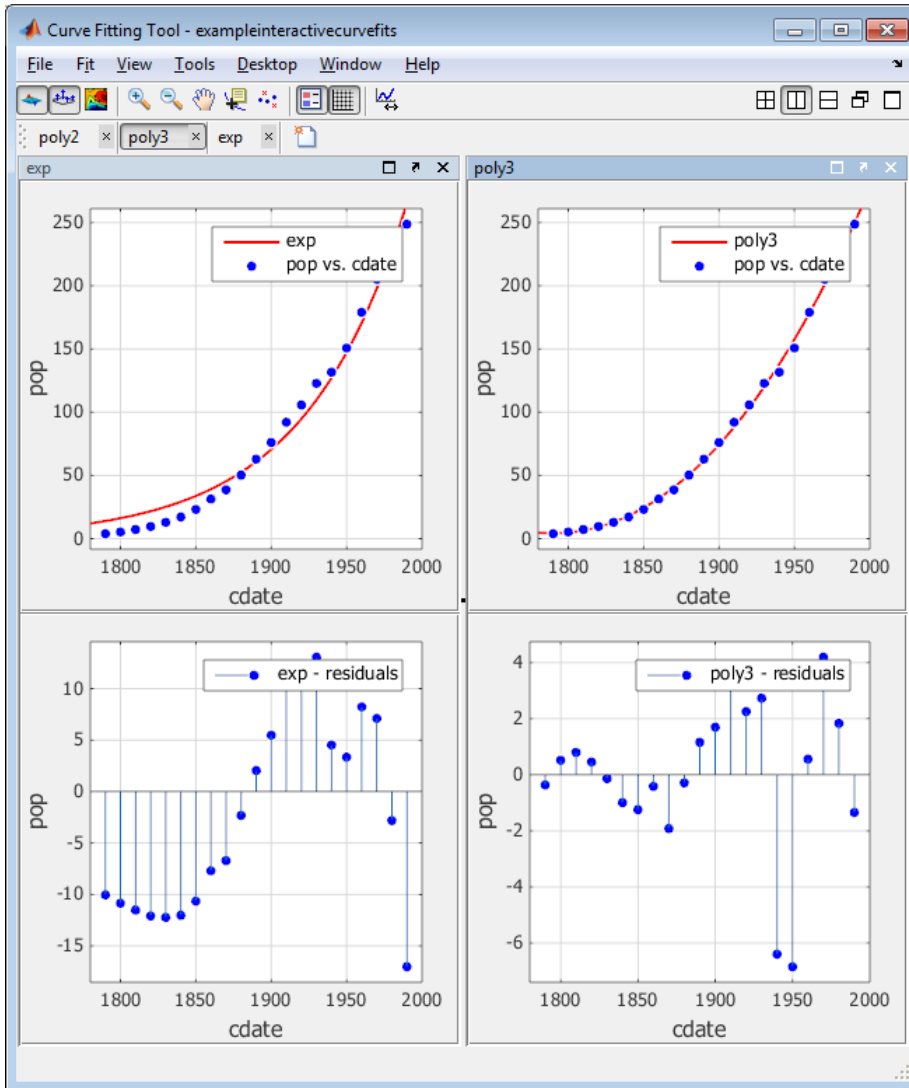 Curve Fitting Tool - exampleinteractivecurvefits
File Fit View Tools Desktop Window Help
poly2 poly3 exp
exp
250
200
150
100
50
0
pop
exp
pop vs. cdate
1800 1850 1900 1950 2000
cdate
poly3
250
200
150
100
50
0
pop
poly3
pop vs. cdate
1800 1850 1900 1950 2000
cdate
10
5
0
-5
-10
-15
pop
exp - residuals
1800 1850 1900 1950 2000
cdate
4
2
0
-2
-4
-6
pop
poly3 - residuals
1800 1850 1900 1950 2000
cdate